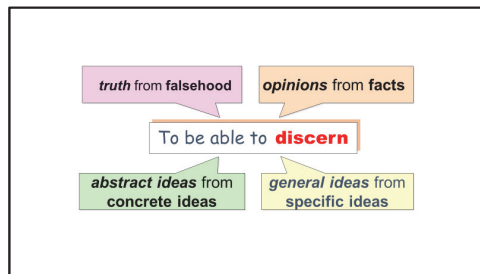 truth from falsehood
opinions from facts
To be able to discern
abstract ideas from
concrete ideas
general ideas from
specific ideas